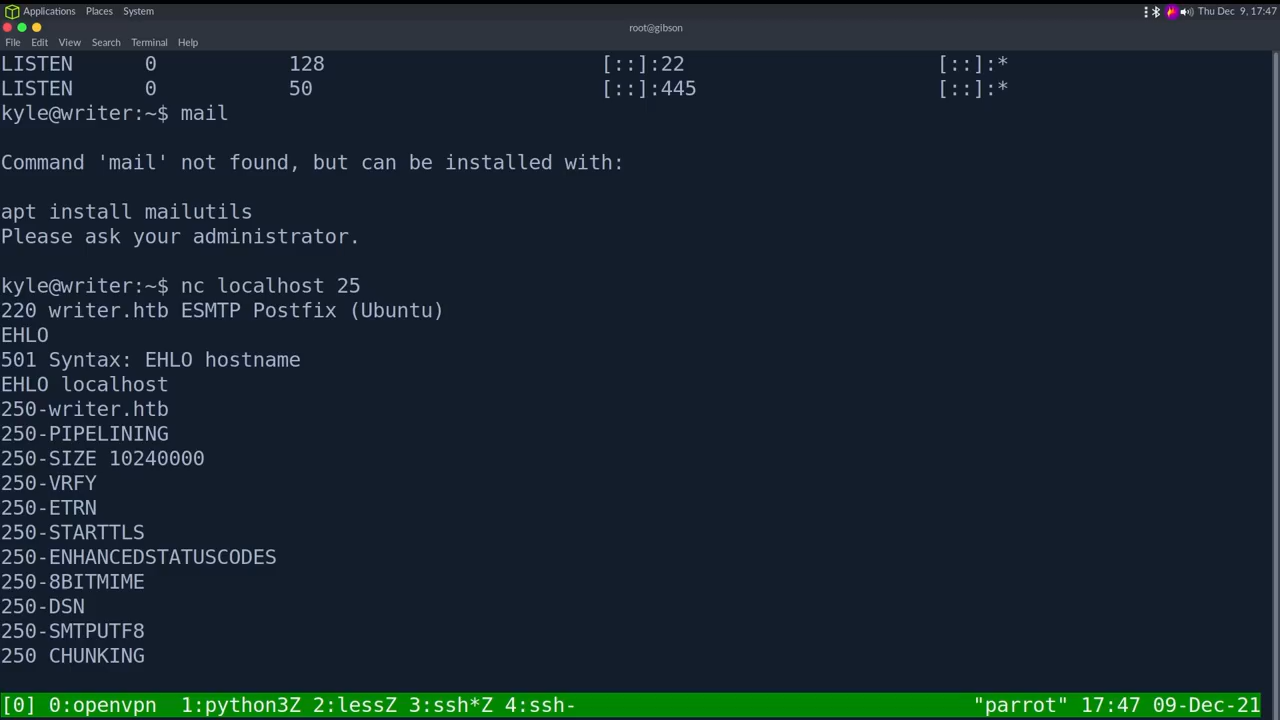 Applications Places System Thu Dec 9, 17:47
root@gibson
File Edit View Search Terminal Help
LISTEN 0 128 [::]:22 [::]:*
LISTEN 0 50 [::]:445 [::]:*
kyle@writer:~$ mail
Command 'mail' not found, but can be installed with:
apt install mailutils
Please ask your administrator.
kyle@writer:~$ nc localhost 25
220 writer.htb ESMTP Postfix (Ubuntu)
EHLO
501 Syntax: EHLO hostname
EHLO localhost
250-writer.htb
250-PIPELINING
250-SIZE 10240000
250-VRFY
250-ETRN
250-STARTTLS
250-ENHANCEDSTATUSCODES
250-8BITMIME
250-DSN
250-SMTPUTF8
250 CHUNKING
[0] 0:openvpn 1:python3Z 2:lessZ 3:ssh*Z 4:ssh- "parrot" 17:47 09-Dec-21